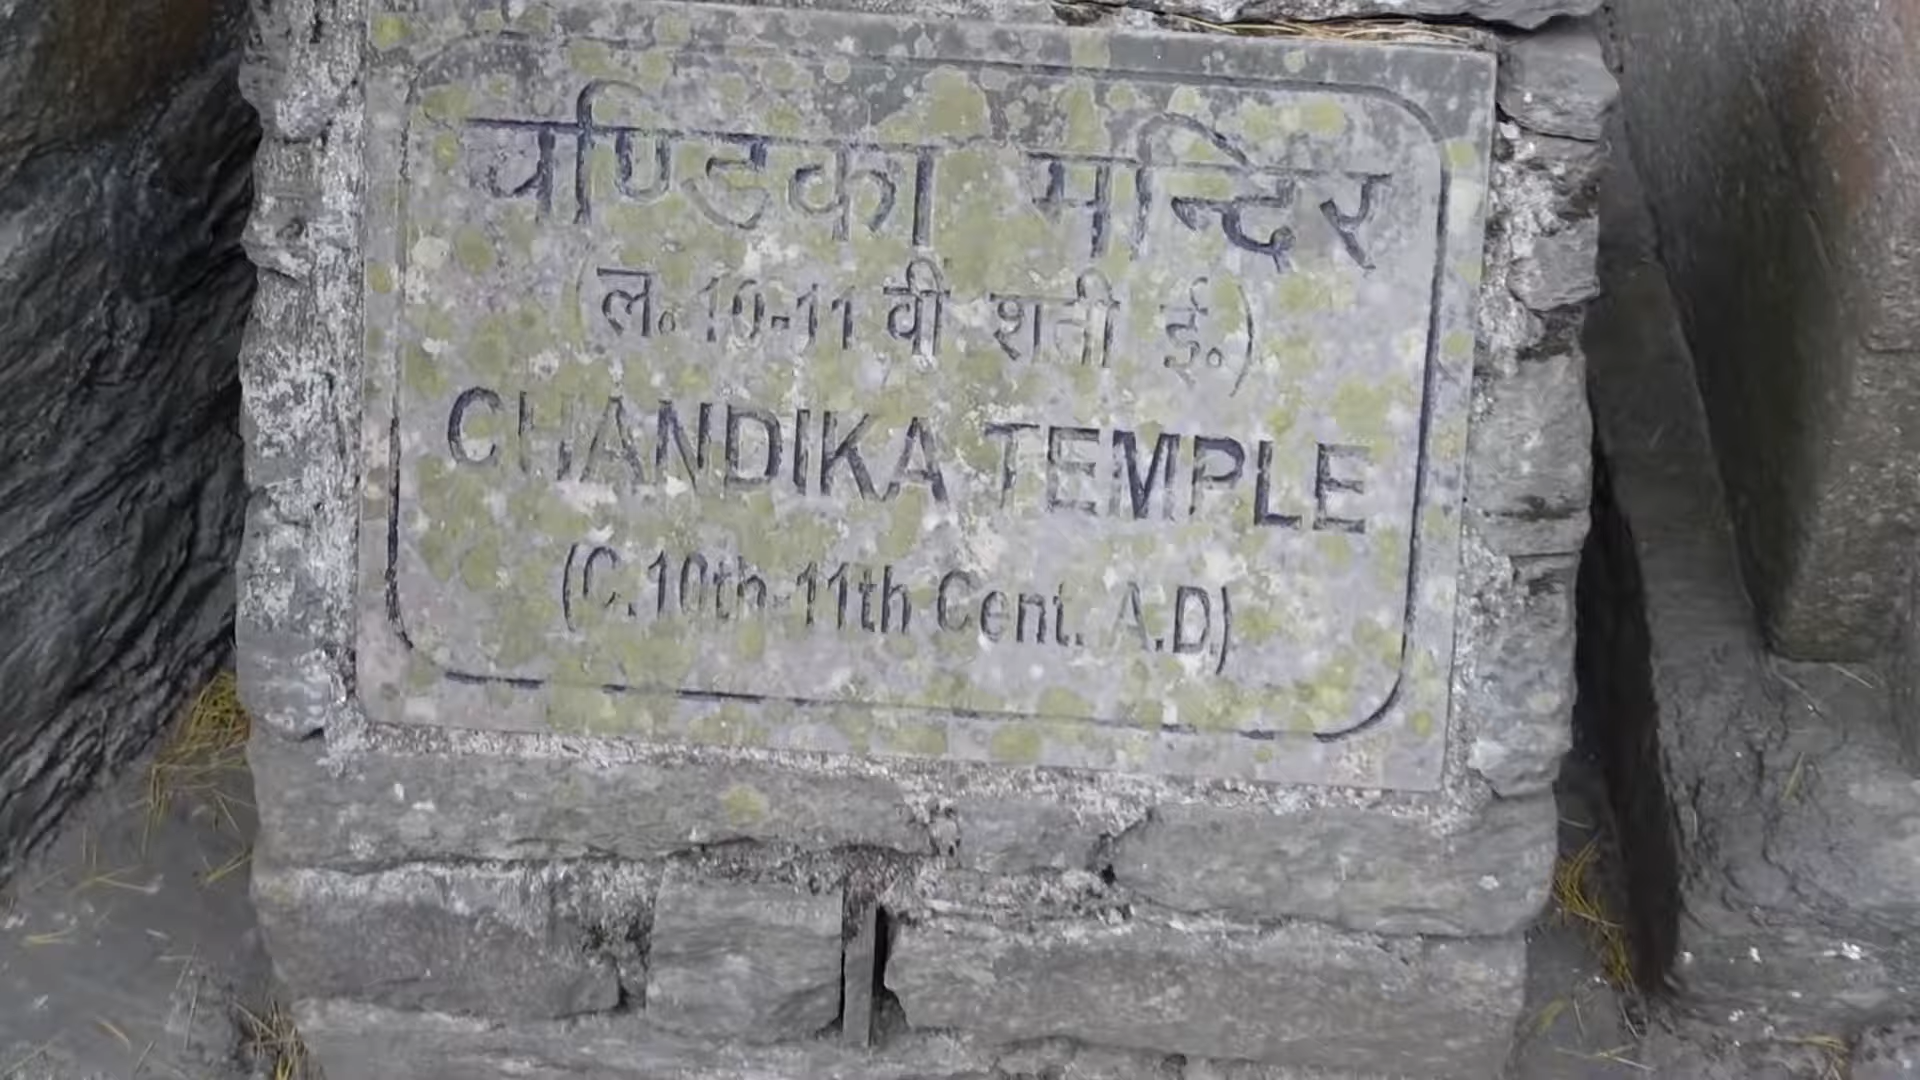 चण्डिका मन्दिर
(ल. 10-11 वीं शती ई.)
CHANDIKA TEMPLE
(C.10th-11th Cent. A.D)